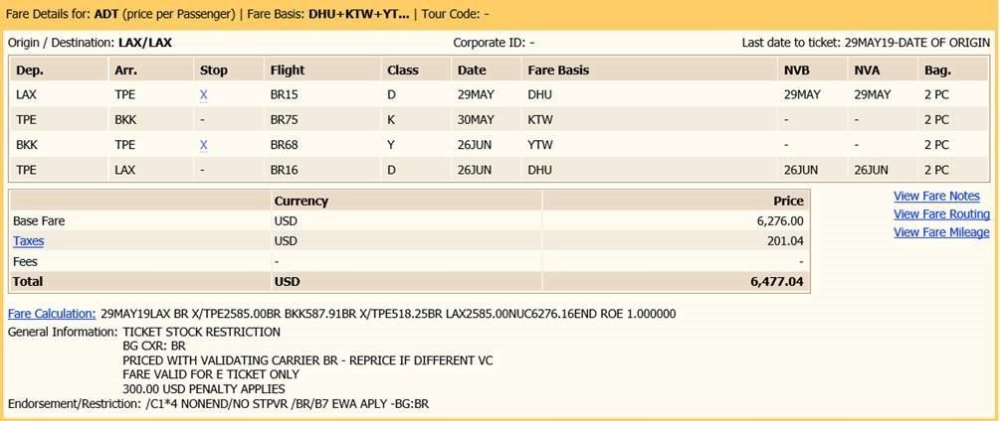 Fare Details for: ADT (price per Passenger) | Fare Basis: DHU+KTW+YT... | Tour Code: -
Origin / Destination: LAX/LAX Corporate ID: - Last date to ticket: 29MAY19-DATE OF ORIGIN
Dep. Arr. Stop Flight Class Date Fare Basis NVB NVA Bag.
LAX TPE X BR15 D 29MAY DHU 29MAY 29MAY 2 PC
TPE BKK - BR75 K 30MAY KTW - - 2 PC
BKK TPE X BR68 Y 26JUN YTW - - 2 PC
TPE LAX - BR16 D 26JUN DHU 26JUN 26JUN 2 PC
Currency Price
Base Fare USD 6,276.00
Taxes USD 201.04
Fees - -
Total USD 6,477.04
View Fare Notes
View Fare Routing
View Fare Mileage
Fare Calculation: 29MAY19LAX BR X/TPE2585.00BR BKK587.91BR X/TPE518.25BR LAX2585.00NUC6276.16END ROE 1.000000
General Information: TICKET STOCK RESTRICTION
BG CXR: BR
PRICED WITH VALIDATING CARRIER BR - REPRICE IF DIFFERENT VC
FARE VALID FOR E TICKET ONLY
300.00 USD PENALTY APPLIES
Endorsement/Restriction: /C1*4 NONEND/NO STPVR /BR/B7 EWA APLY -BG:BR